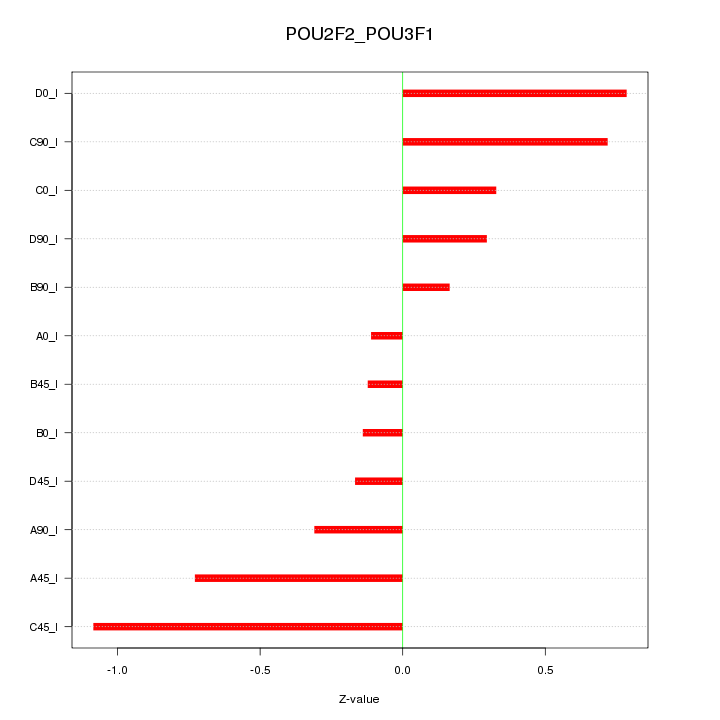 POU2F2_POU3F1
D0_I
C90_I
C0_I
D90_I
B90_I
A0_I
B45_I
B0_I
D45_I
A90_I
A45_I
C45_I
-1.0 -0.5 0.0 0.5
Z-value